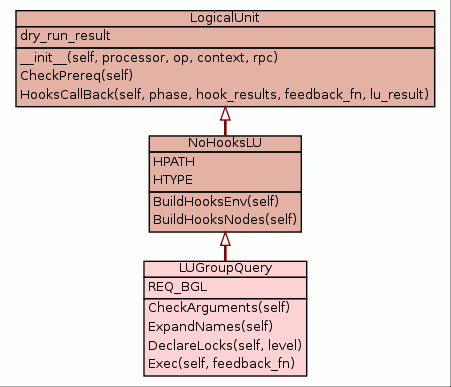 LogicalUnit
dry_run_result
__init__(self, processor, op, context, rpc)
CheckPrereq(self)
HooksCallBack(self, phase, hook_results, feedback_fn, lu_result)
NoHooksLU
HPATH
HTYPE
BuildHooksEnv(self)
BuildHooksNodes(self)
LUGroupQuery
REQ_BGL
CheckArguments(self)
ExpandNames(self)
DeclareLocks(self, level)
Exec(self, feedback_fn)